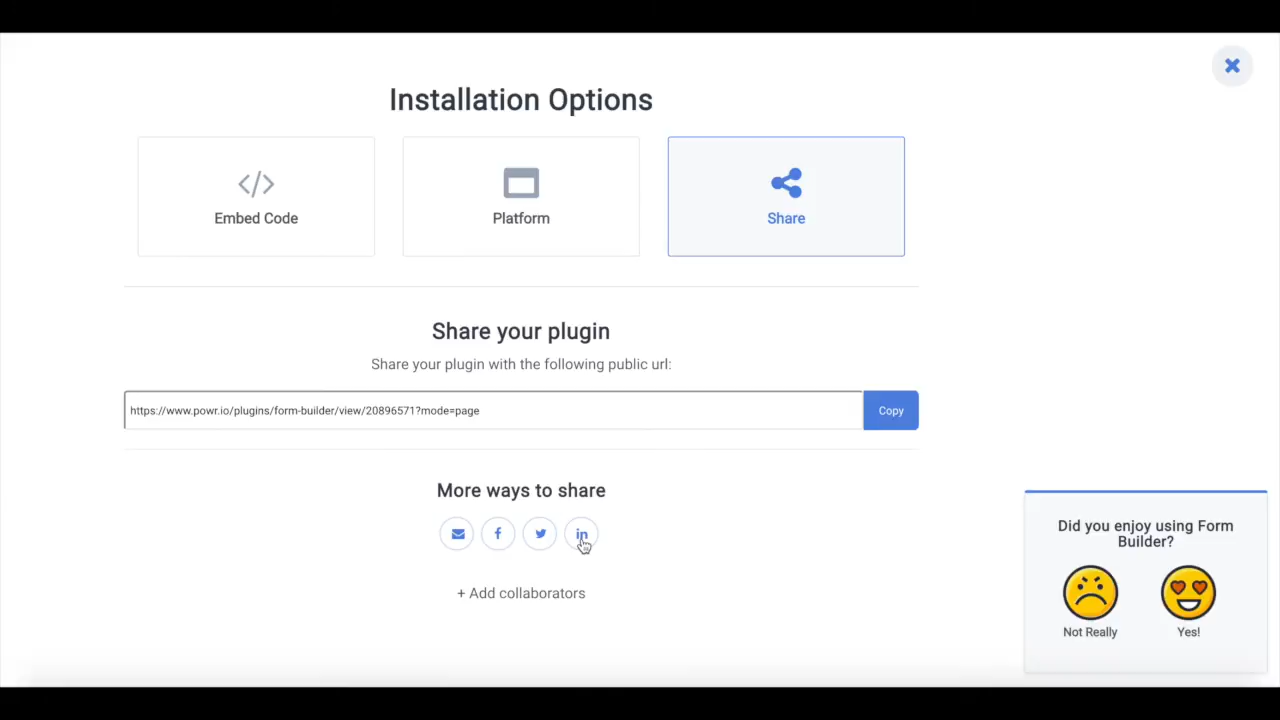 Installation Options
Embed Code
Platform
Share
Share your plugin
Share your plugin with the following public url:
https://www.powr.io/plugins/form-builder/view/20896571?mode=page
Copy
More ways to share
f
in
+ Add collaborators
Did you enjoy using Form
Builder?
Not Really
Yes!